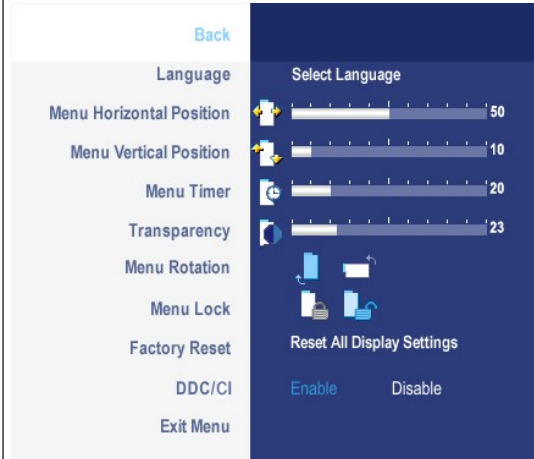 Back
Language Select Language
Menu Horizontal Position 50
Menu Vertical Position 10
Menu Timer 20
Transparency 23
Menu Rotation
Menu Lock
Factory Reset Reset All Display Settings
DDC/CI Enable Disable
Exit Menu